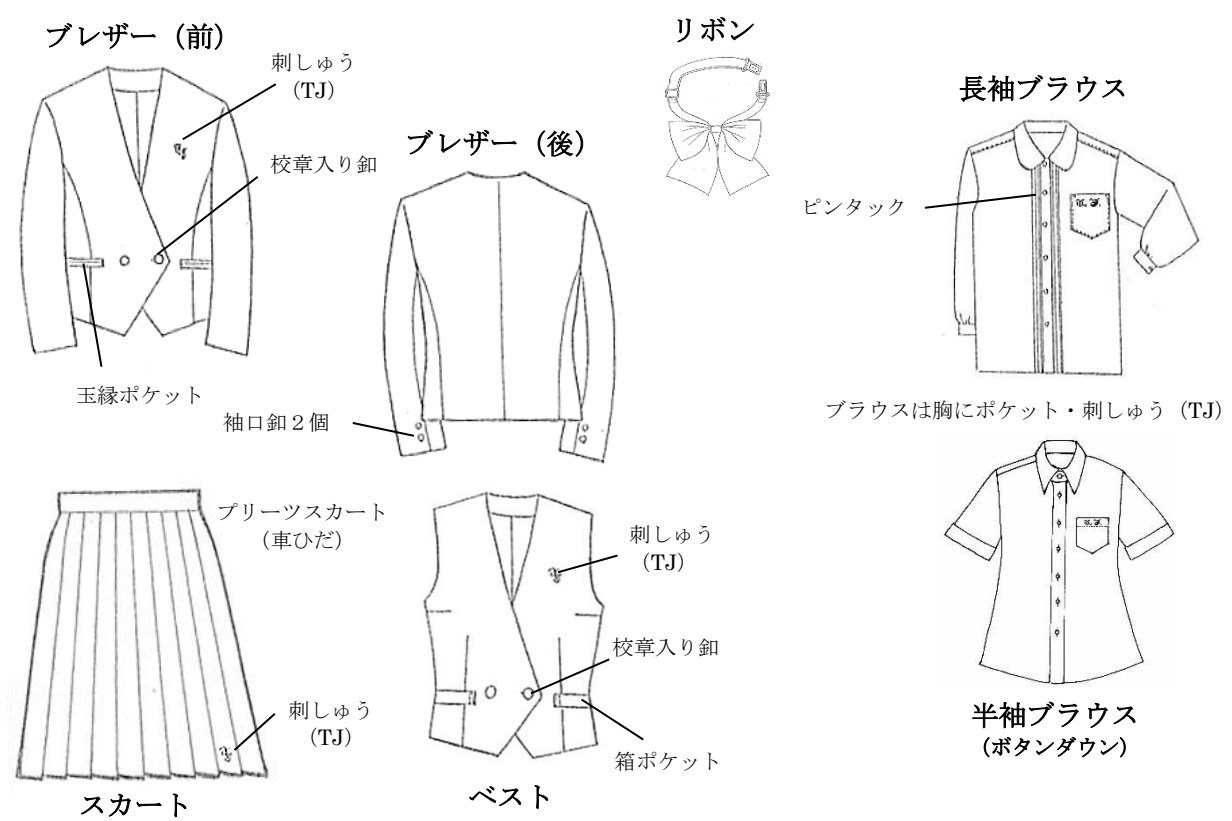 ブレザー（前）
刺しゅう
（TJ）
校章入り釦
玉縁ポケット
ブレザー（後）
袖口釦２個
リボン
長袖ブラウス
ピンタック
ブラウスは胸にポケット・刺しゅう（TJ）
プリーツスカート
（車ひだ）
刺しゅう
（TJ）
スカート
刺しゅう
（TJ）
校章入り釦
箱ポケット
ベスト
半袖ブラウス
（ボタンダウン）